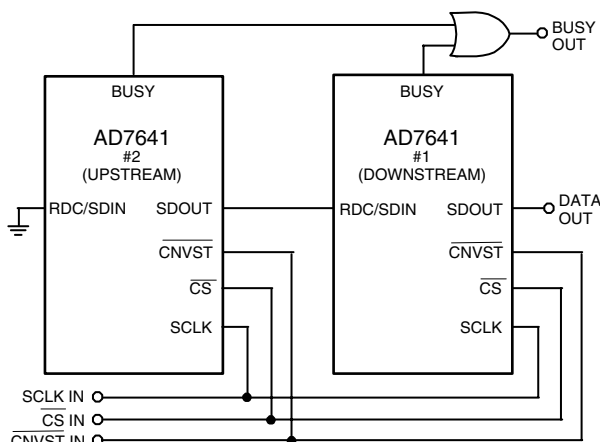 BUSY
OUT
BUSY
BUSY
AD7641
#2
(UPSTREAM)
AD7641
#1
(DOWNSTREAM)
RDC/SDIN SDOUT
RDC/SDIN SDOUT
DATA
OUT
CNVST
CNVST
CS
CS
SCLK
SCLK
SCLK IN
CS IN
CNVST IN